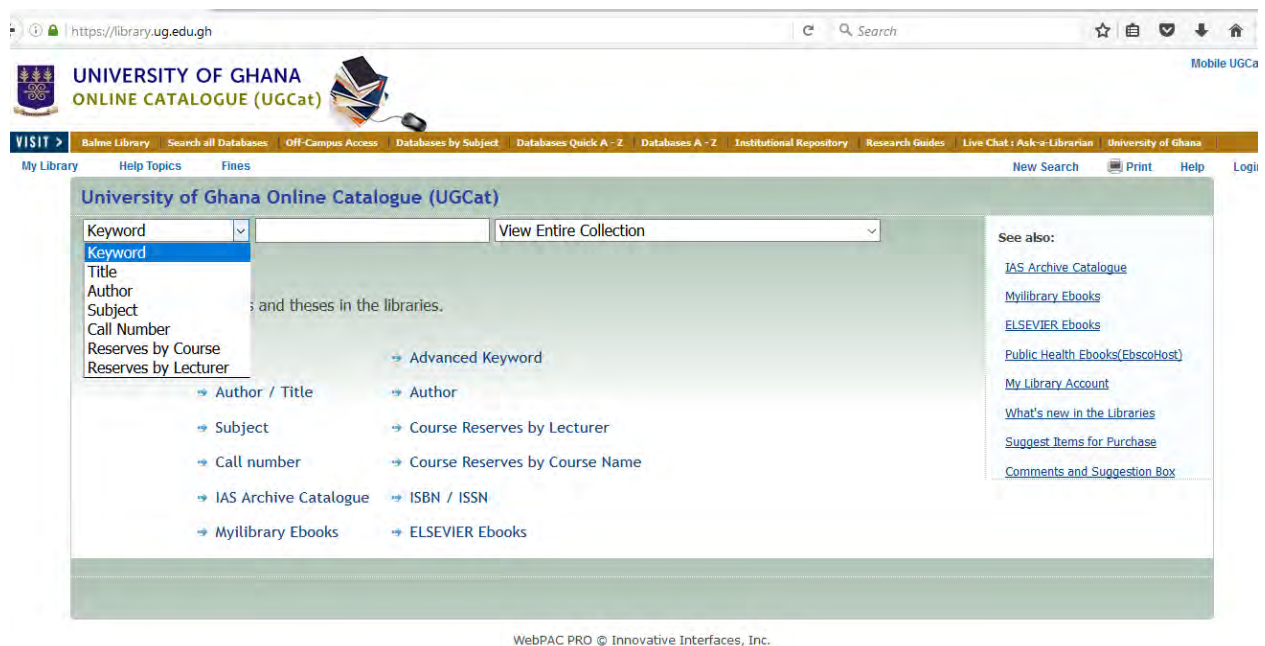 https://library.ug.edu.gh
Search
UNIVERSITY OF GHANA
ONLINE CATALOGUE (UGCat)
Mobile UGCa
VISIT > Balme Library Search all Databases Off-Campus Access Databases by Subject Databases Quick A - Z Databases A - Z Institutional Repository Research Guides Live Chat : Ask-a-Librarian University of Ghana
My Library Help Topics Fines New Search Print Help Login
University of Ghana Online Catalogue (UGCat)
Keyword View Entire Collection
Keyword
Title
Author
Subject
Call Number
Reserves by Course
Reserves by Lecturer
and theses in the libraries.
Advanced Keyword
Author / Title Author
Subject Course Reserves by Lecturer
Call number Course Reserves by Course Name
IAS Archive Catalogue ISBN / ISSN
Myilibrary Ebooks ELSEVIER Ebooks
See also:
IAS Archive Catalogue
Myilibrary Ebooks
ELSEVIER Ebooks
Public Health Ebooks(EbscoHost)
My Library Account
What's new in the Libraries
Suggest Items for Purchase
Comments and Suggestion Box
WebPAC PRO © Innovative Interfaces, Inc.